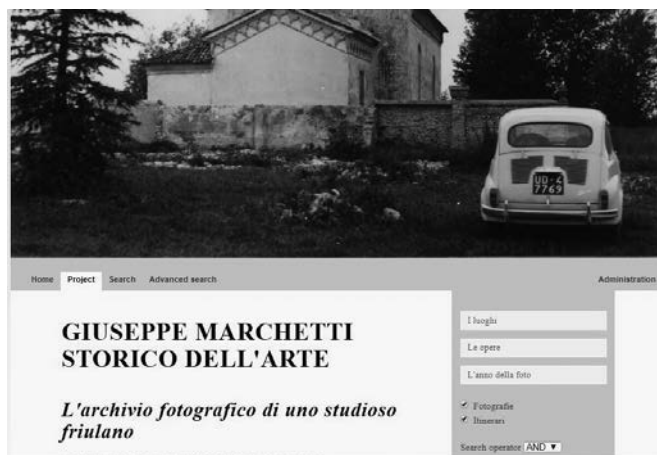 UD·4
7769
Home Project Search Advanced search Administration
GIUSEPPE MARCHETTI
STORICO DELL'ARTE
L'archivio fotografico di uno studioso
friulano
I luoghi
Le opere
L'anno della foto
Fotografie
Itinerari
Search operator AND ▼